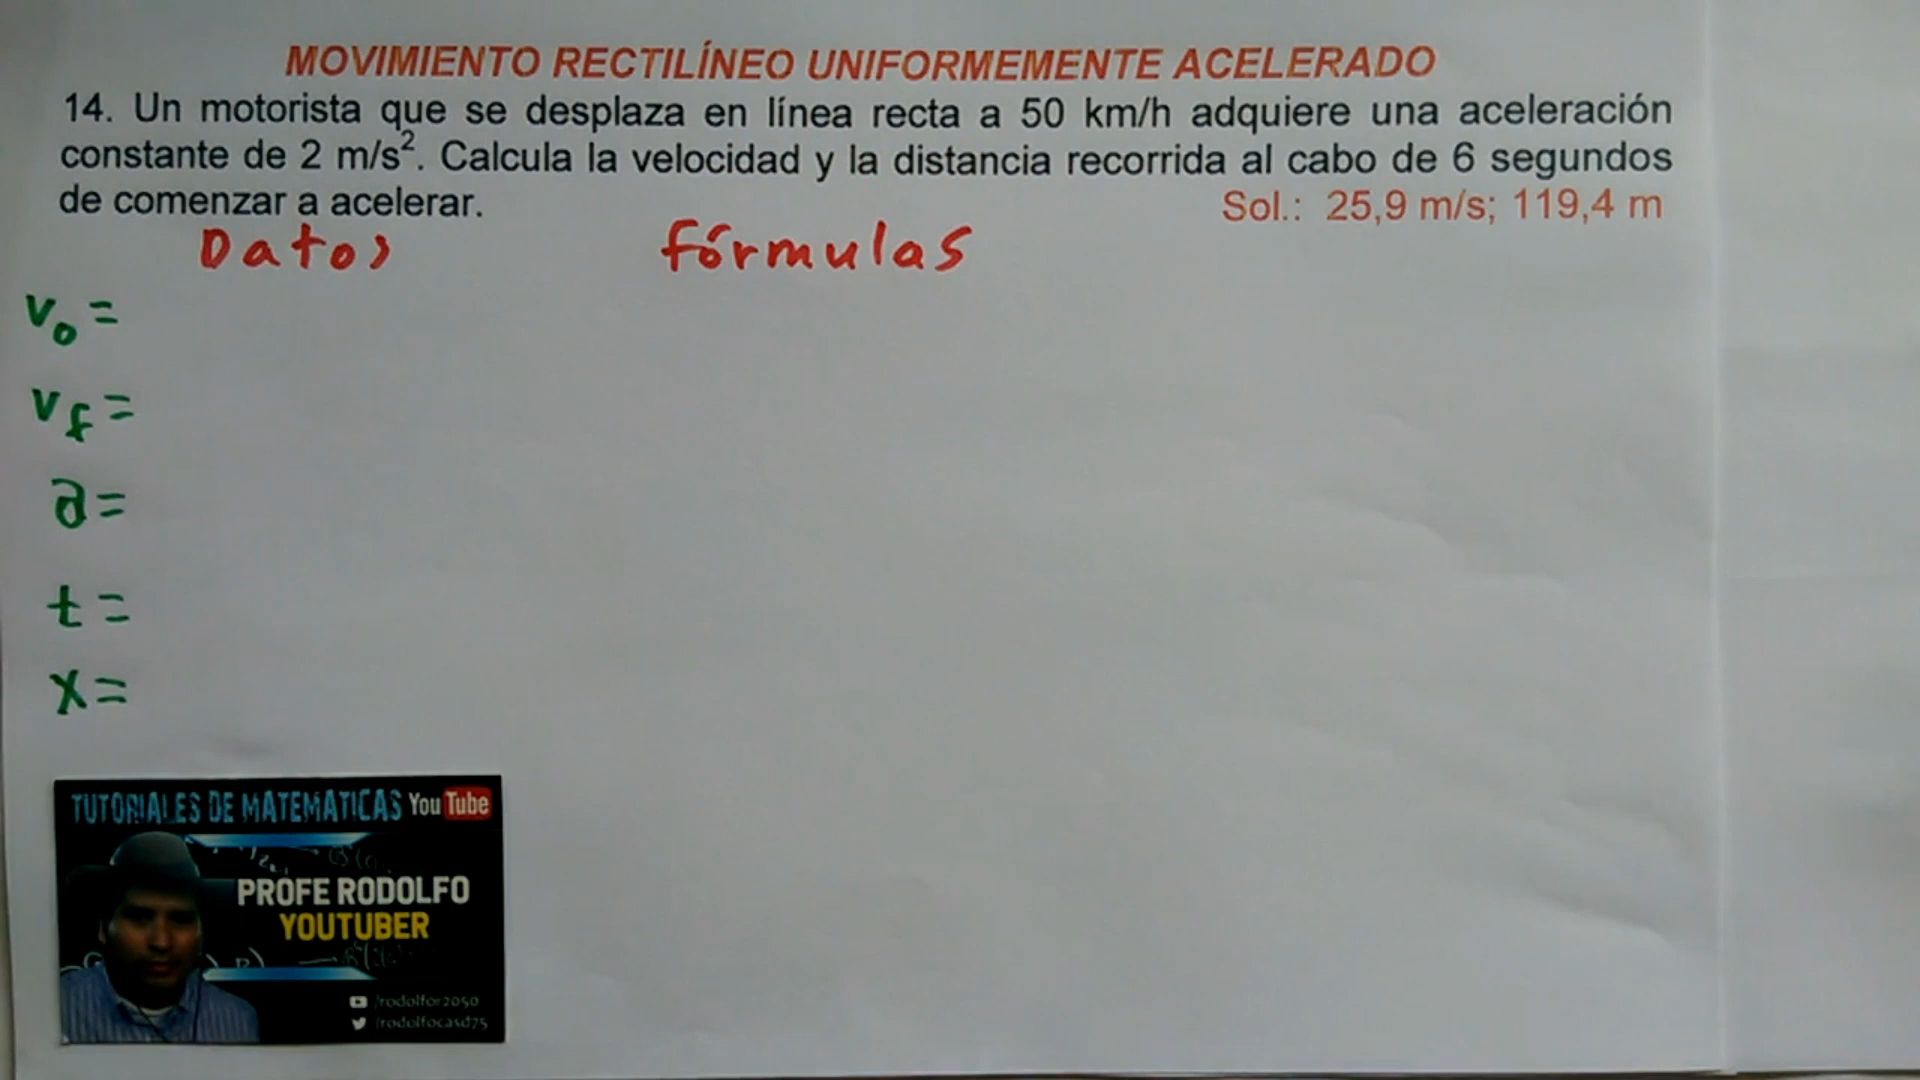 MOVIMIENTO RECTILÍNEO UNIFORMEMENTE ACELERADO
14. Un motorista que se desplaza en línea recta a 50 km/h adquiere una aceleración
constante de 2 m/s². Calcula la velocidad y la distancia recorrida al cabo de 6 segundos
de comenzar a acelerar.
Sol.: 25,9 m/s; 119,4 m
Datos
fórmulas
v₀ =
v_f =
a =
t =
x =
TUTORIALES DE MATEMATICAS YouTube
PROFE RODOLFO
YOUTUBER
/rodolfor2050
/rodolfocasd75